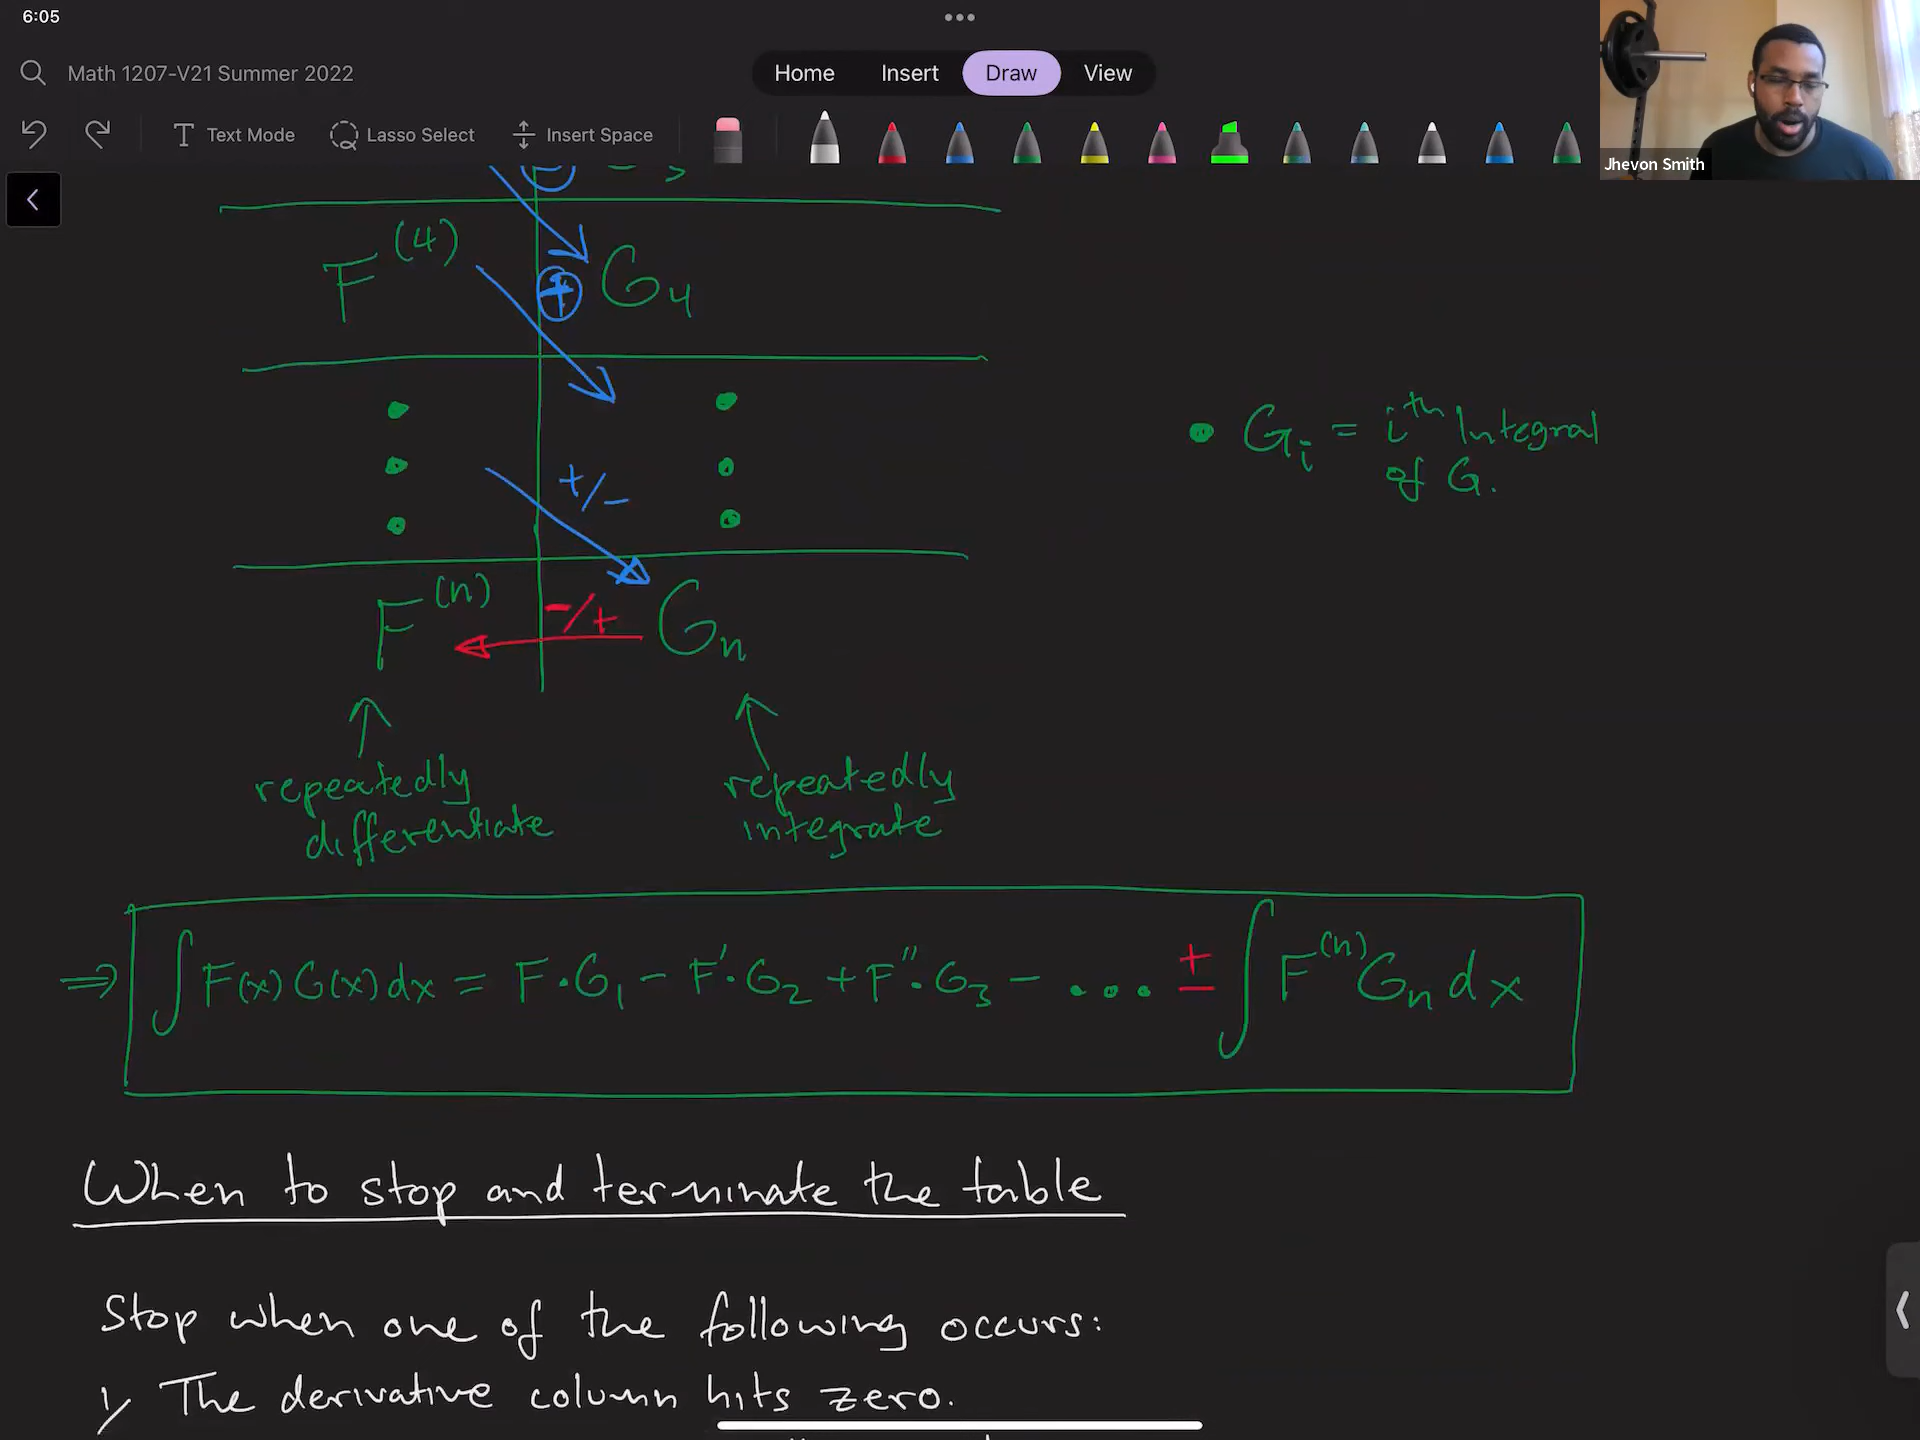 6:05
Math 1207-V21 Summer 2022
Home Insert Draw View
Text Mode Lasso Select Insert Space
Jhevon Smith
F⁽⁴⁾ + G₄
• Gᵢ = iᵗʰ Integral
of G.
+/-
F⁽ⁿ⁾ -/+ Gₙ
repeatedly differentiate
repeatedly integrate
⇒ ∫F(x)G(x)dx = F·G₁ - F'·G₂ + F''·G₃ - ... ± ∫F⁽ⁿ⁾Gₙdx
When to stop and terminate the table
Stop when one of the following occurs:
1/ The derivative column hits zero.